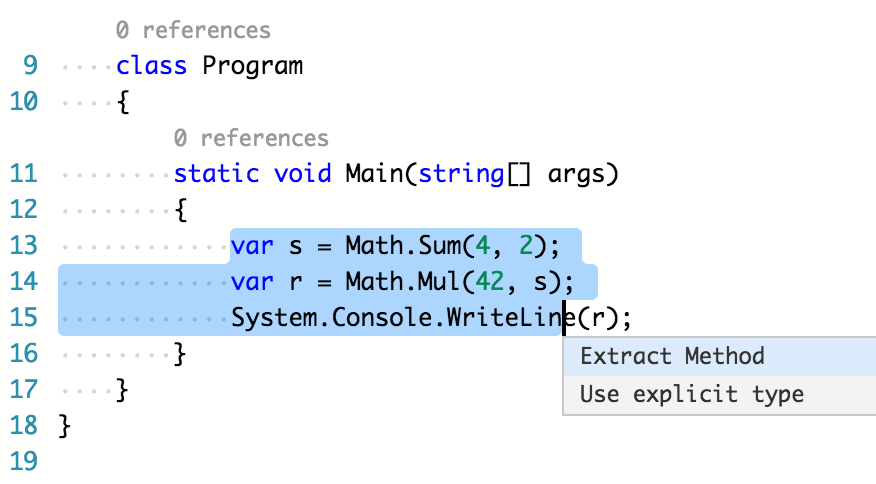 0 references
9 ····class Program
10 ····{
0 references
11 ········static void Main(string[] args)
12 ········{
13 ············var s = Math.Sum(4, 2);
14 ············var r = Math.Mul(42, s);
15 ············System.Console.WriteLine(r);
16 ········}
Extract Method
17 ····}
Use explicit type
18 }
19